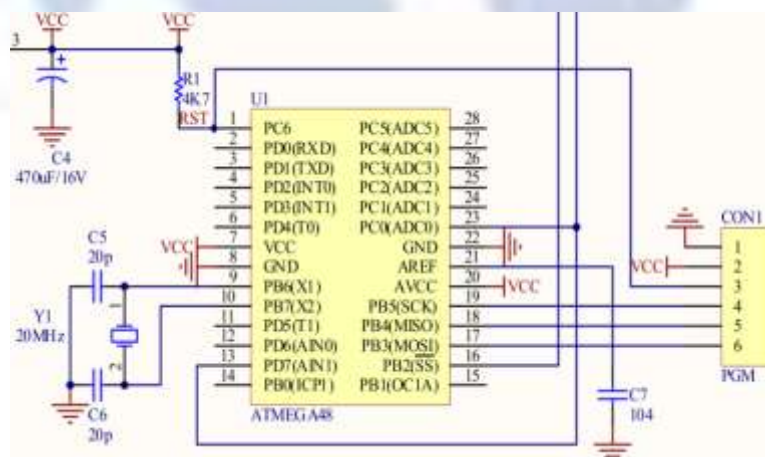 VCC
VCC
3
R1
4K7
RST
C4
470uF/16V
U1
1 PC6 PC5(ADC5) 28
2 PD0(RXD) PC4(ADC4) 27
3 PD1(TXD) PC3(ADC3) 26
4 PD2(INT0) PC2(ADC2) 25
5 PD3(INT1) PC1(ADC1) 24
6 PD4(T0) PC0(ADC0) 23
VCC 7 VCC GND 22
8 GND AREF 21
9 PB6(X1) AVCC 20 VCC
10 PB7(X2) PB5(SCK) 19
11 PD5(T1) PB4(MISO) 18
12 PD6(AIN0) PB3(MOSI) 17
13 PD7(AIN1) PB2(SS) 16
14 PB0(ICP1) PB1(OC1A) 15
ATMEGA48
C5
20p
Y1
20MHz
1
2
C6
20p
C7
104
CON1
1
VCC 2
3
4
5
6
PGM